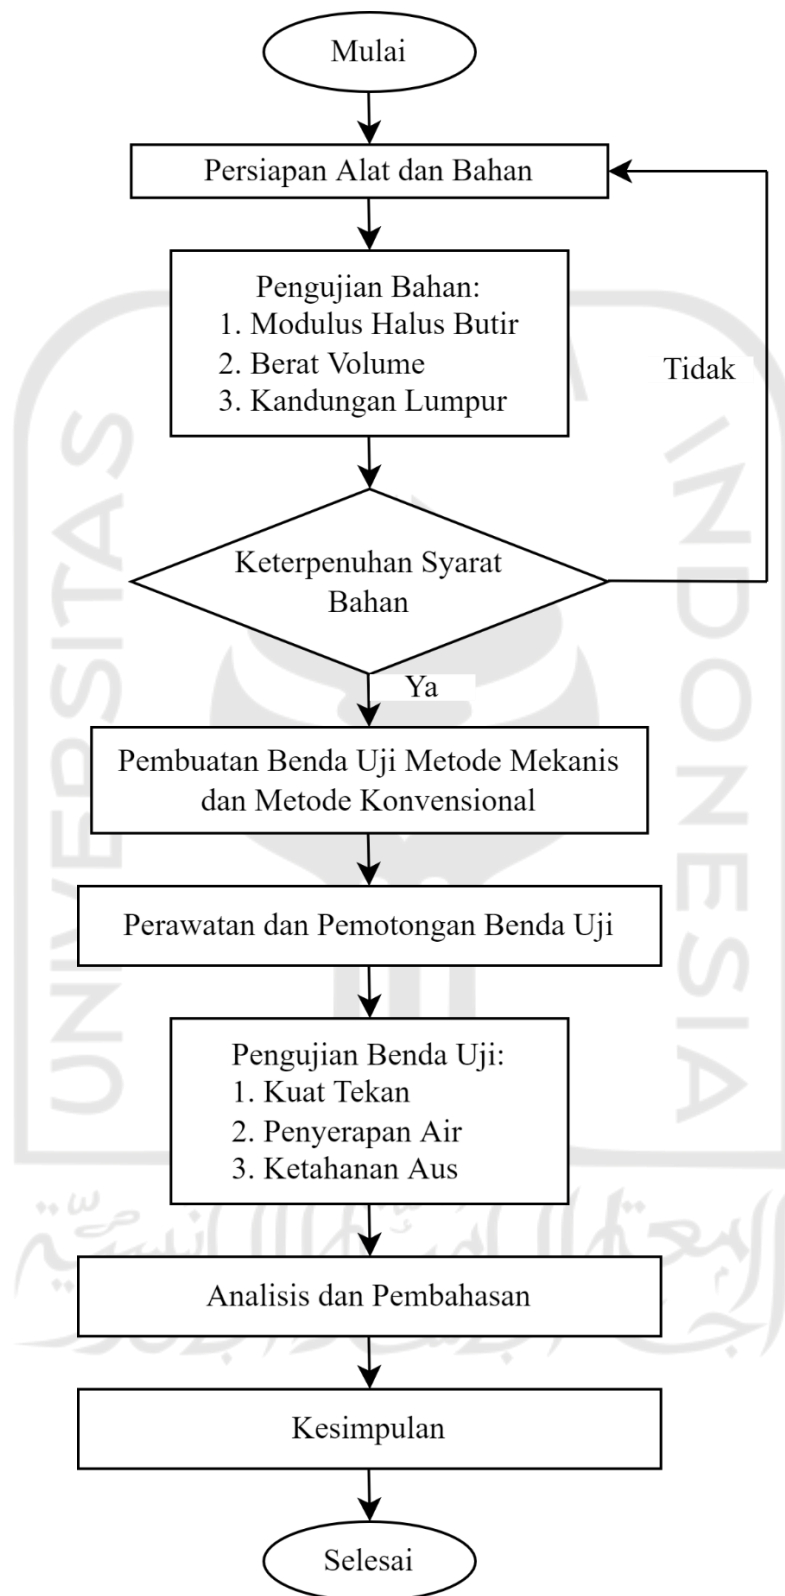 Mulai
Persiapan Alat dan Bahan
Pengujian Bahan:
1. Modulus Halus Butir
2. Berat Volume
3. Kandungan Lumpur
Tidak
Keterpenuhan Syarat
Bahan
Ya
Pembuatan Benda Uji Metode Mekanis
dan Metode Konvensional
Perawatan dan Pemotongan Benda Uji
Pengujian Benda Uji:
1. Kuat Tekan
2. Penyerapan Air
3. Ketahanan Aus
Analisis dan Pembahasan
Kesimpulan
Selesai
UNIVERSITAS
INDONESIA